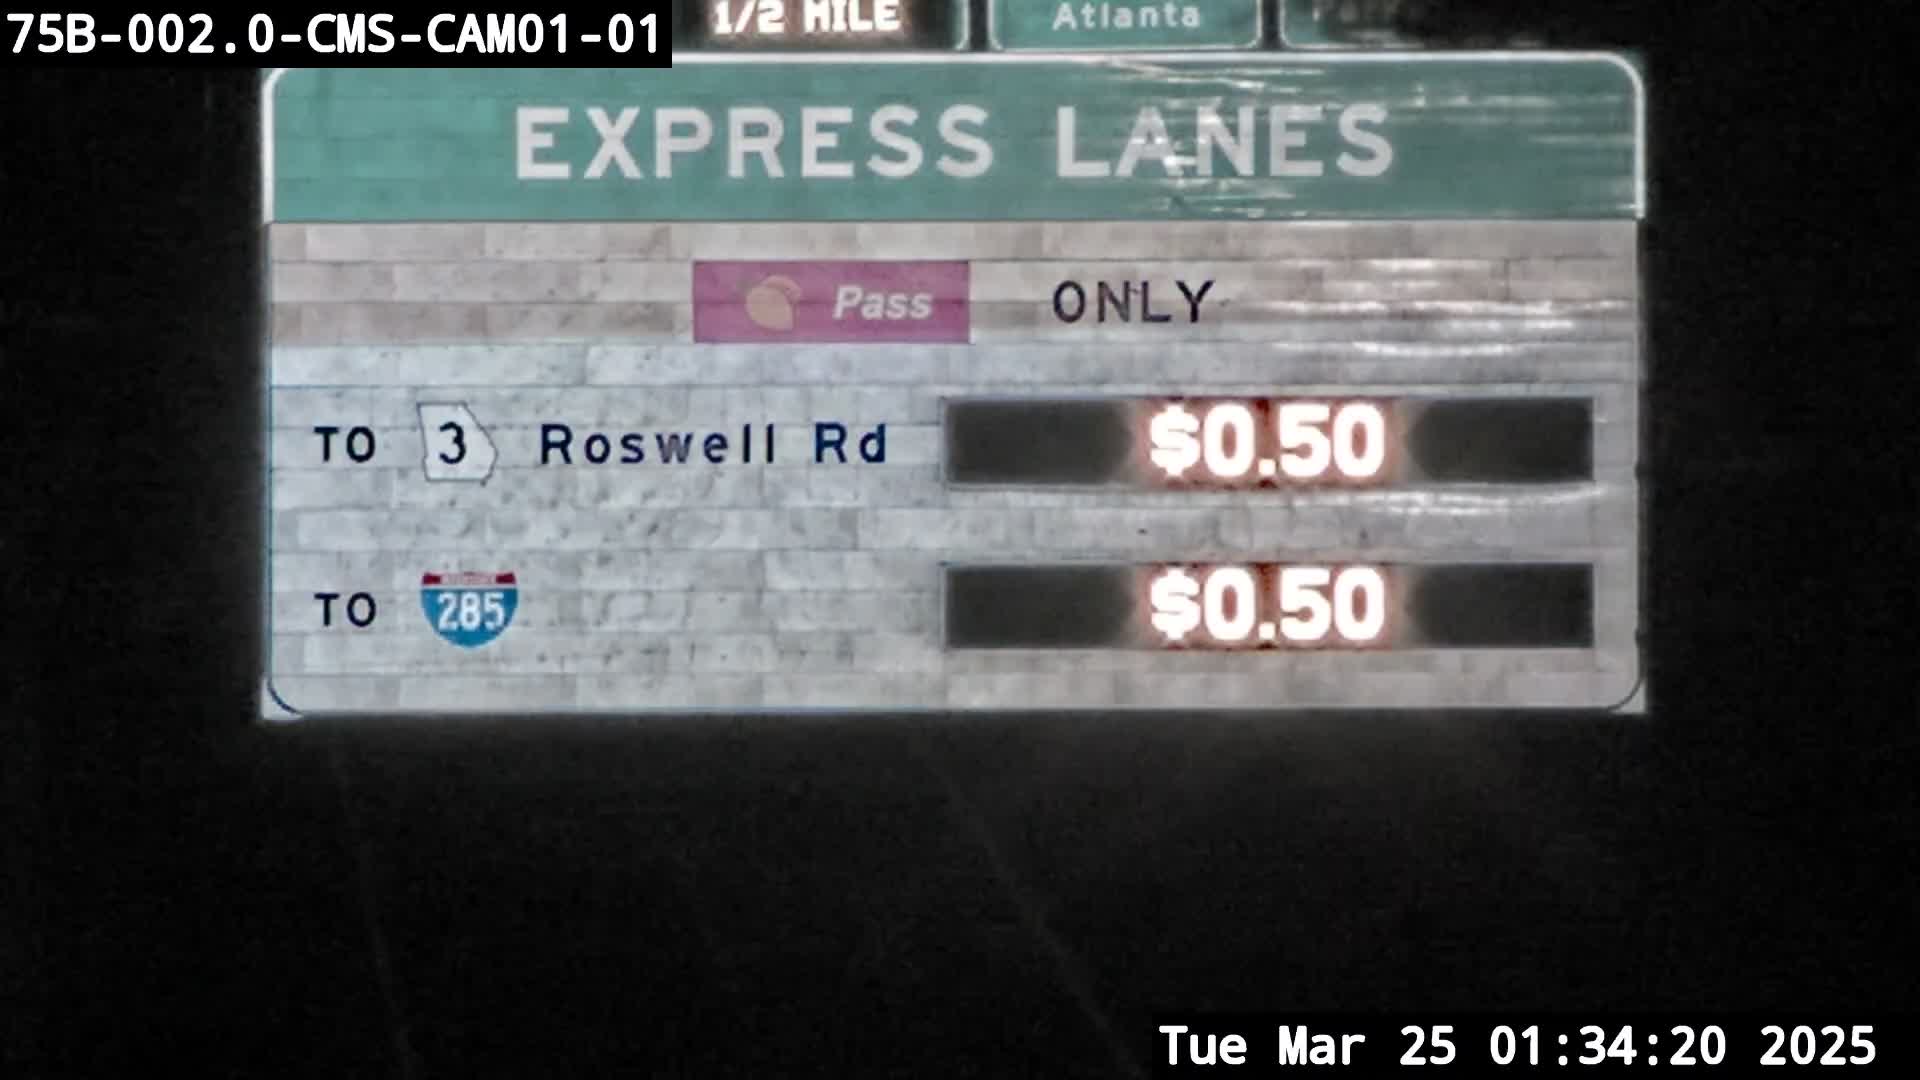 75B-002.0-CMS-CAM01-01
1/2 MILE
Atlanta
EXPRESS LANES
Pass ONLY
TO 3 Roswell Rd $0.50
TO 285 $0.50
Tue Mar 25 01:34:20 2025